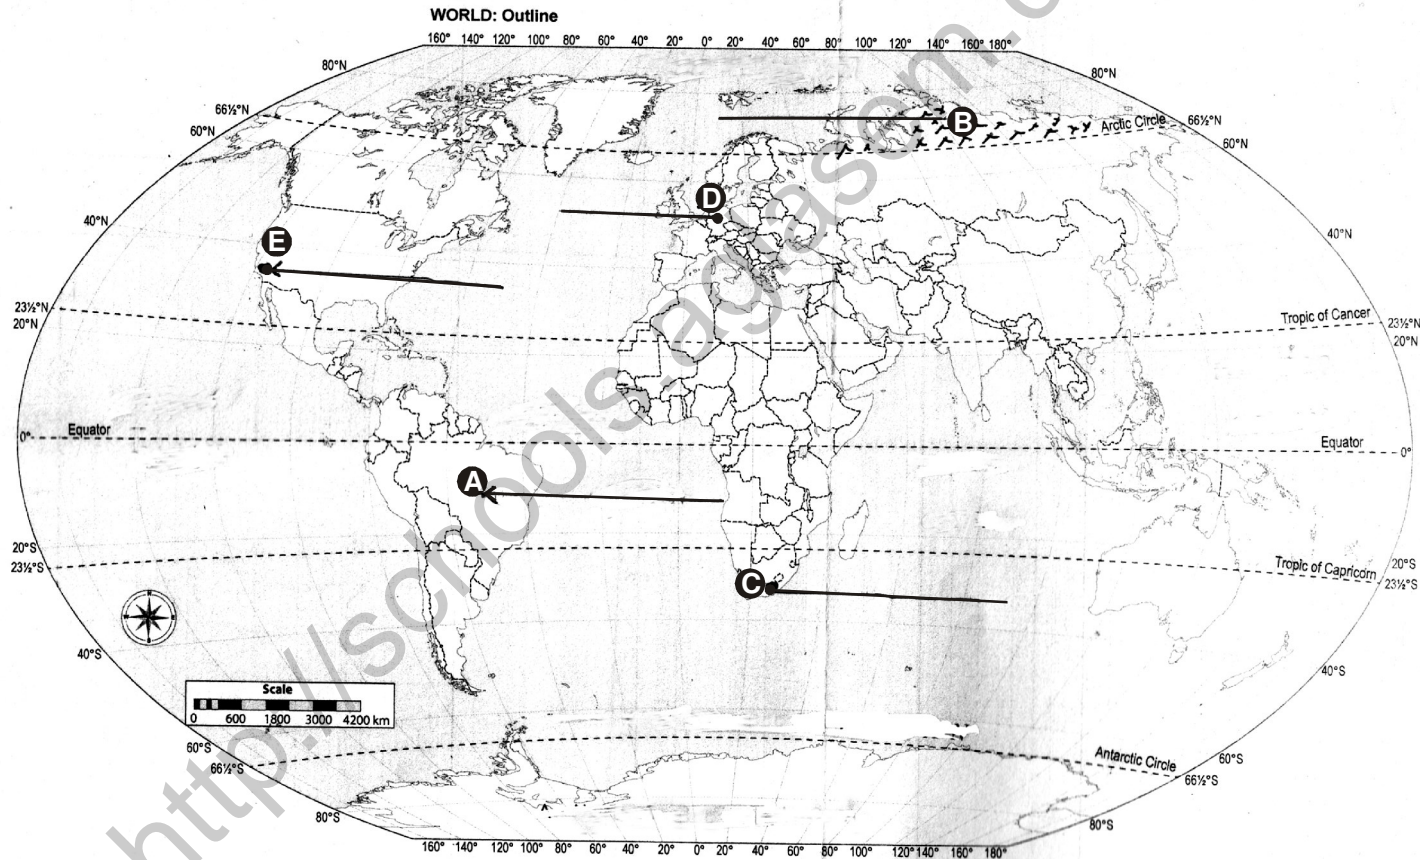 WORLD: Outline
160° 140° 120° 100° 80° 60° 40° 20° 0° 20° 40° 60° 80° 100° 120° 140° 160° 180°
80°N 80°N
66½°N Arctic Circle 66½°N
60°N 60°N
B
D
40°N 40°N
E
23½°N Tropic of Cancer 23½°N
20°N 20°N
0° Equator Equator 0°
A
20°S 20°S
23½°S Tropic of Capricorn 23½°S
C
N
40°S 40°S
Scale
0 600 1800 3000 4200 km
60°S 60°S
66½°S Antarctic Circle 66½°S
80°S 80°S
160° 140° 120° 100° 80° 60° 40° 20° 0° 20° 40° 60° 80° 100° 120° 140° 160° 180°